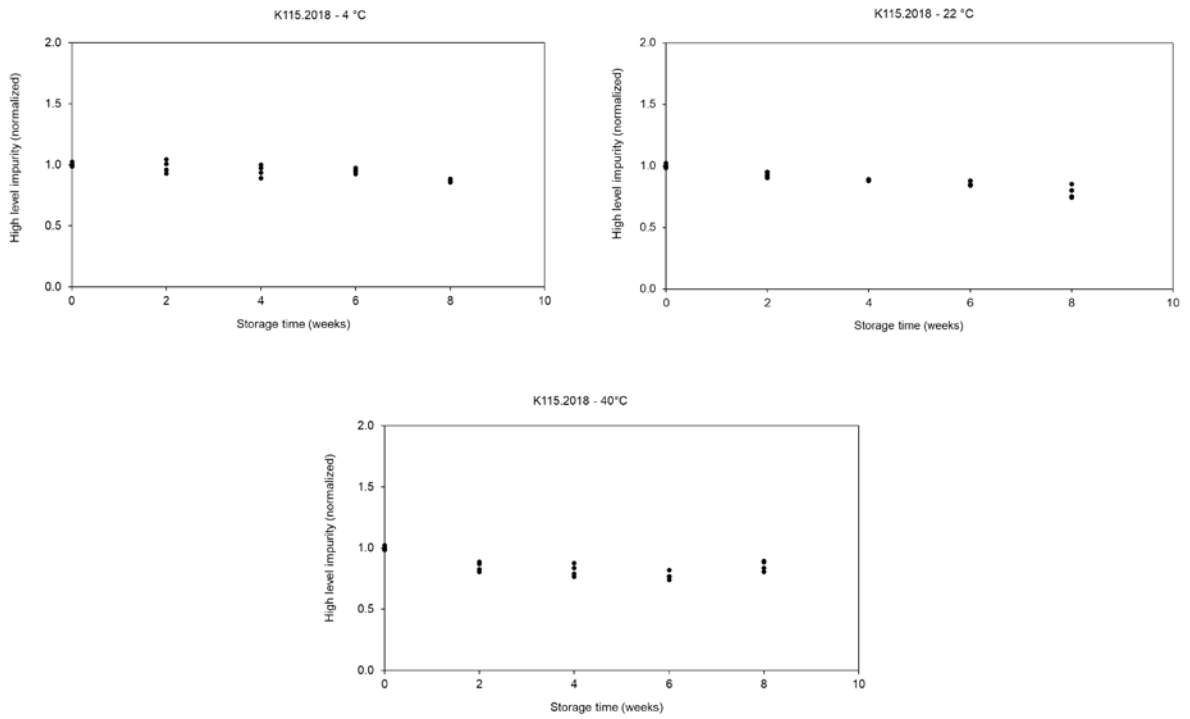 K115.2018 - 4 °C
High level impurity (normalized)
2.0
1.5
1.0
0.5
0.0
0 2 4 6 8 10
Storage time (weeks)
K115.2018 - 22 °C
High level impurity (normalized)
2.0
1.5
1.0
0.5
0.0
0 2 4 6 8 10
Storage time (weeks)
K115.2018 - 40°C
High level impurity (normalized)
2.0
1.5
1.0
0.5
0.0
0 2 4 6 8 10
Storage time (weeks)